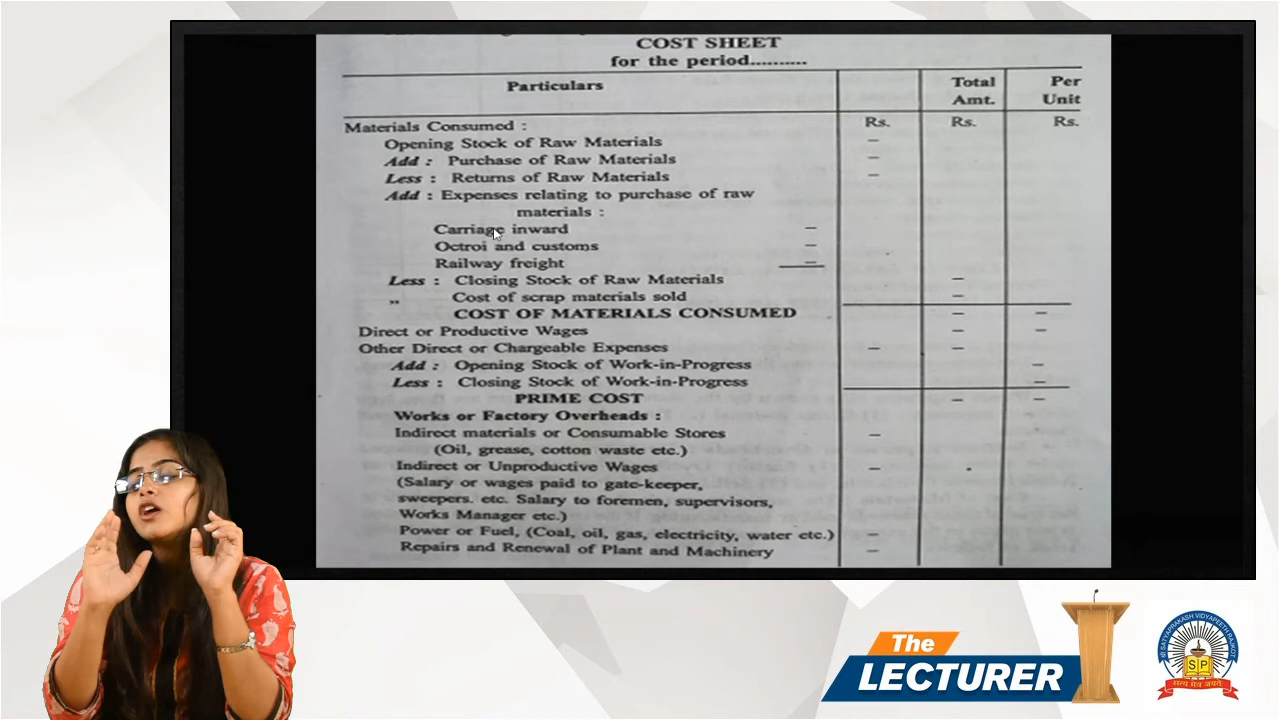 COST SHEET
for the period..........
Particulars Total Per
Amt. Unit
Materials Consumed : Rs. Rs. Rs.
Opening Stock of Raw Materials –
Add : Purchase of Raw Materials –
Less : Returns of Raw Materials –
Add : Expenses relating to purchase of raw
materials :
Carriage inward –
Octroi and customs –
Railway freight –
Less : Closing Stock of Raw Materials –
,, Cost of scrap materials sold –
COST OF MATERIALS CONSUMED – –
Direct or Productive Wages – –
Other Direct or Chargeable Expenses – –
Add : Opening Stock of Work-in-Progress –
Less : Closing Stock of Work-in-Progress –
PRIME COST – –
Works or Factory Overheads :
Indirect materials or Consumable Stores –
(Oil, grease, cotton waste etc.)
Indirect or Unproductive Wages –
(Salary or wages paid to gate-keeper,
sweepers. etc. Salary to foremen, supervisors,
Works Manager etc.)
Power or Fuel, (Coal, oil, gas, electricity, water etc.) –
Repairs and Renewal of Plant and Machinery –
The
LECTURER
SP
सत्य मेव जयते